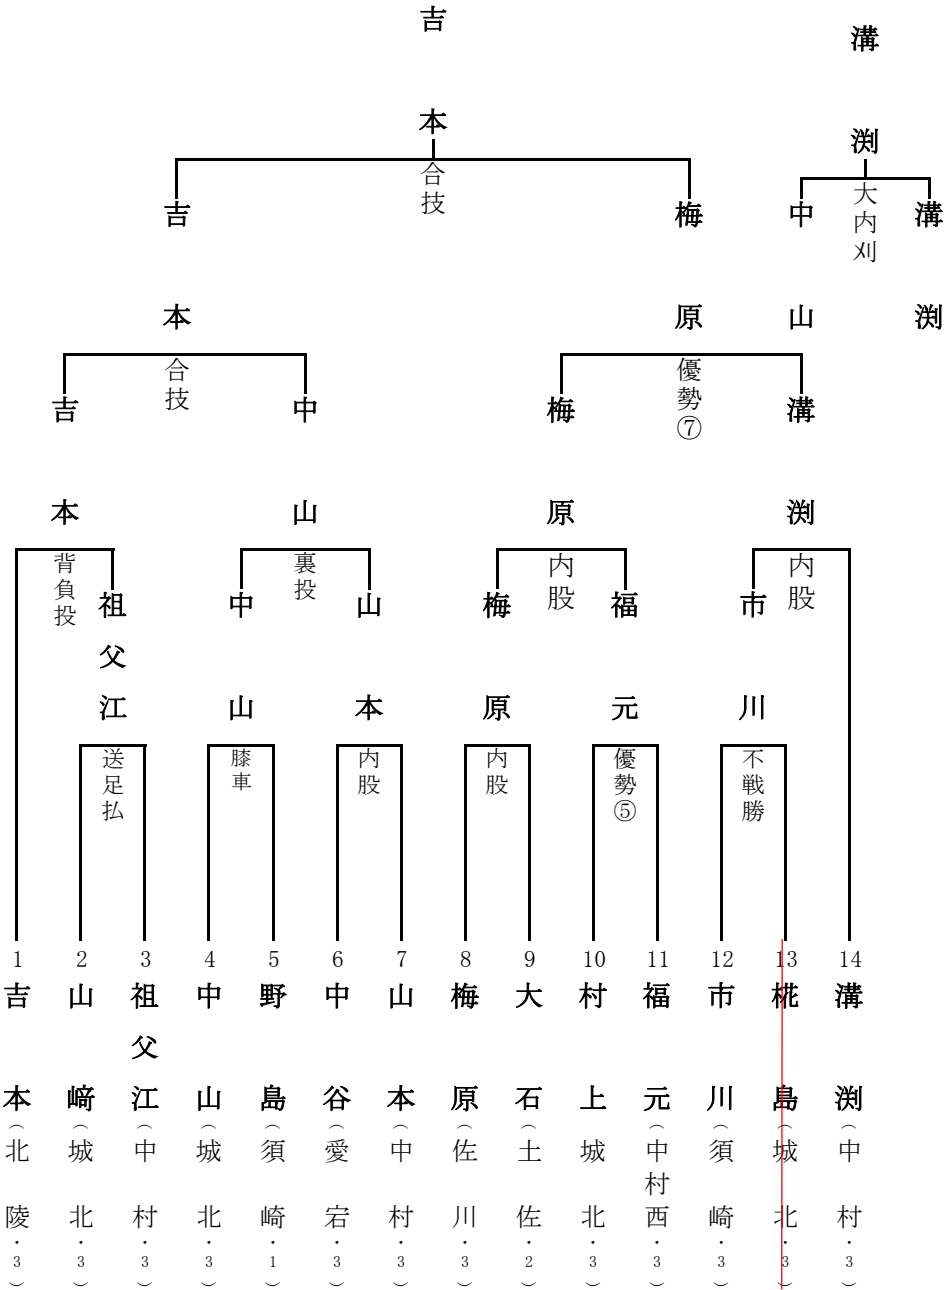 吉本
溝渕
合技
大内刈
吉本
梅原
中山
溝渕
合技
優勢⑦
吉本
中山
梅原
溝渕
背負投
裏投
内股
内股
祖父江
中山
山本
梅原
福元
市川
送足払
膝車
内股
内股
優勢⑤
不戦勝
1 吉本（北陵・3）
2 山﨑（城北・3）
3 祖父江（中村・3）
4 中山（城北・3）
5 野島（須崎・1）
6 中谷（愛宕・3）
7 山本（中村・3）
8 梅原（佐川・3）
9 大石（土佐・2）
10 村上（城北・3）
11 福元（中村西・3）
12 市川（須崎・3）
13 椛島（城北・3）
14 溝渕（中村・3）